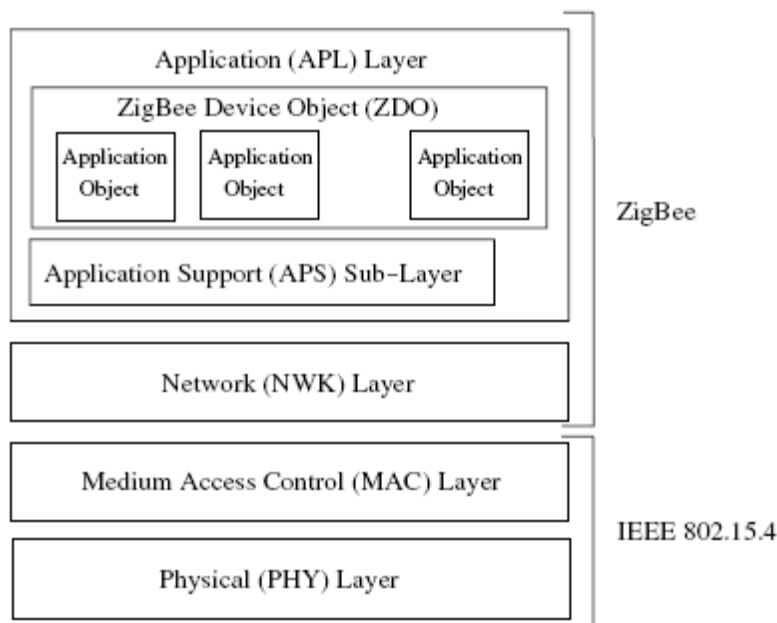 Application (APL) Layer
ZigBee Device Object (ZDO)
Application
Object
Application
Object
Application
Object
Application Support (APS) Sub-Layer
ZigBee
Network (NWK) Layer
Medium Access Control (MAC) Layer
IEEE 802.15.4
Physical (PHY) Layer